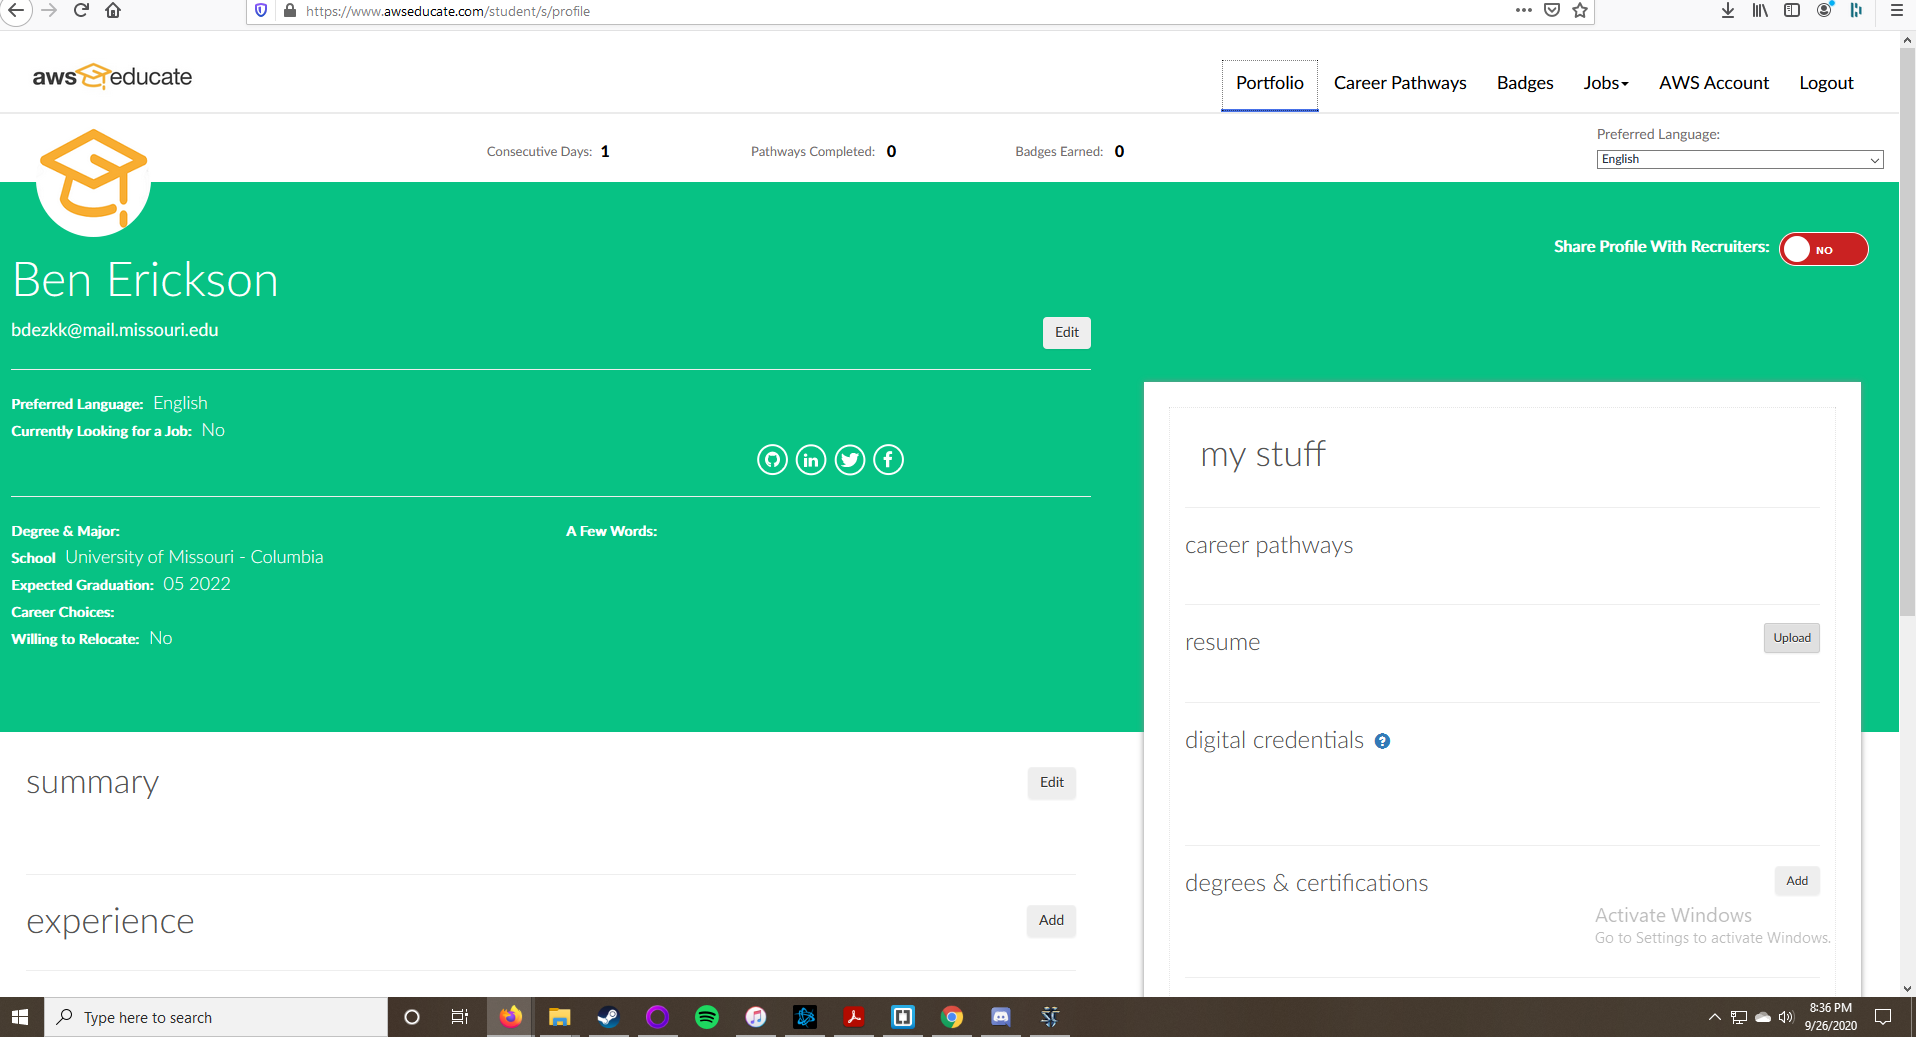 https://www.awseducate.com/student/s/profile
aws educate
Portfolio Career Pathways Badges Jobs AWS Account Logout
Consecutive Days: 1 Pathways Completed: 0 Badges Earned: 0
Preferred Language:
English
Share Profile With Recruiters: NO
Ben Erickson
bdezkk@mail.missouri.edu
Edit
Preferred Language: English
Currently Looking for a Job: No
Degree & Major:
School University of Missouri - Columbia
Expected Graduation: 05 2022
Career Choices:
Willing to Relocate: No
A Few Words:
my stuff
career pathways
resume Upload
digital credentials ?
degrees & certifications Add
summary Edit
experience Add
Activate Windows
Go to Settings to activate Windows.
Type here to search
8:36 PM
9/26/2020